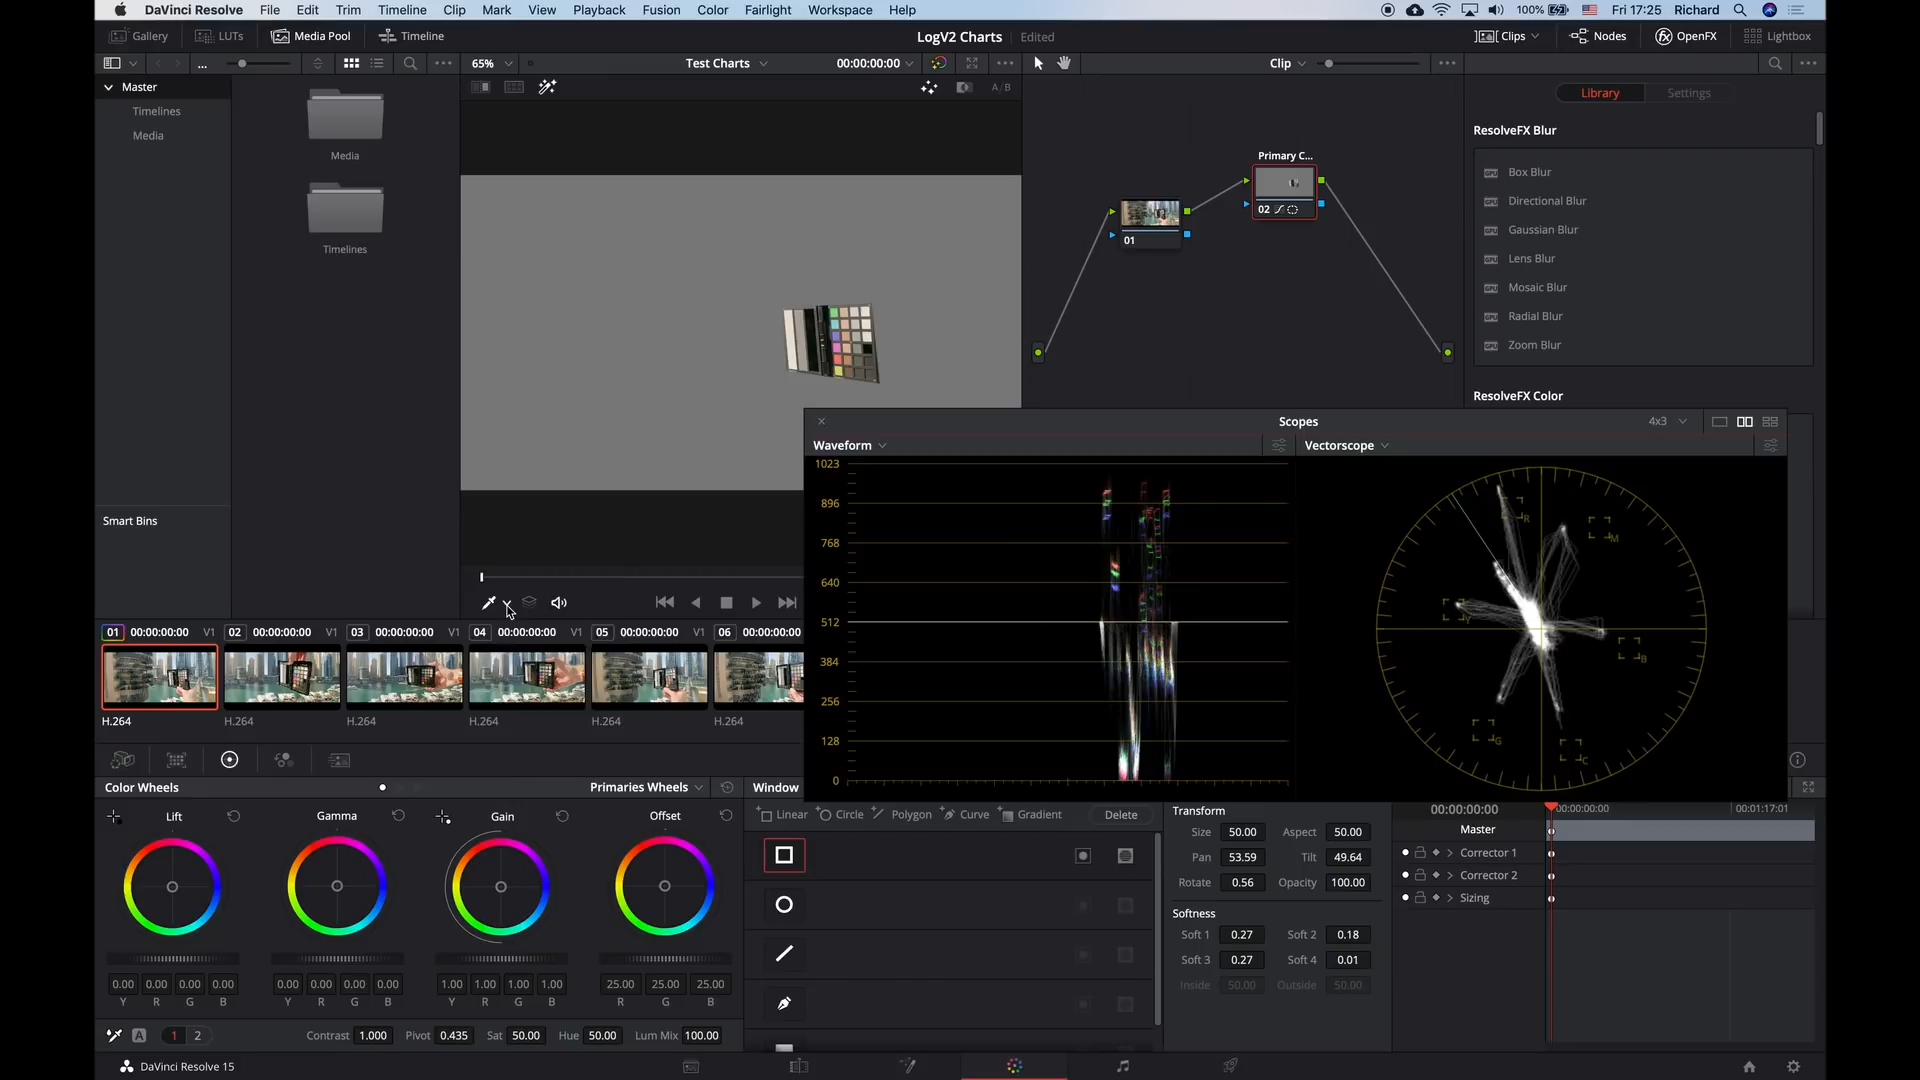 DaVinci Resolve File Edit Trim Timeline Clip Mark View Playback Fusion Color Fairlight Workspace Help 100% Fri 17:25 Richard
Gallery LUTs Media Pool Timeline LogV2 Charts Edited Clips Nodes OpenFX Lightbox
... 65% Test Charts 00:00:00:00 ... Clip ... ...
Master A/B Library Settings
Timelines
Media
Media
Timelines
Primary C...
02
01
ResolveFX Blur
Box Blur
Directional Blur
Gaussian Blur
Lens Blur
Mosaic Blur
Radial Blur
Zoom Blur
ResolveFX Color
Smart Bins
Scopes 4x3
Waveform Vectorscope
1023
896
768
640
512
384
256
128
0
R
M
Y
B
G
C
01 00:00:00:00 V1 02 00:00:00:00 V1 03 00:00:00:00 V1 04 00:00:00:00 V1 05 00:00:00:00 V1 06 00:00:00:00
H.264 H.264 H.264 H.264 H.264 H.264
Color Wheels Primaries Wheels
Lift Gamma Gain Offset
0.00 0.00 0.00 0.00 0.00 0.00 0.00 0.00 1.00 1.00 1.00 1.00 25.00 25.00 25.00
Y R G B Y R G B Y R G B R G B
A 1 2 Contrast 1.000 Pivot 0.435 Sat 50.00 Hue 50.00 Lum Mix 100.00
Window
Linear Circle Polygon Curve Gradient Delete
Transform
Size 50.00 Aspect 50.00
Pan 53.59 Tilt 49.64
Rotate 0.56 Opacity 100.00
Softness
Soft 1 0.27 Soft 2 0.18
Soft 3 0.27 Soft 4 0.01
Inside 50.00 Outside 50.00
00:00:00:00 00:00:00:00 00:01:17:01
Master
Corrector 1
Corrector 2
Sizing
DaVinci Resolve 15